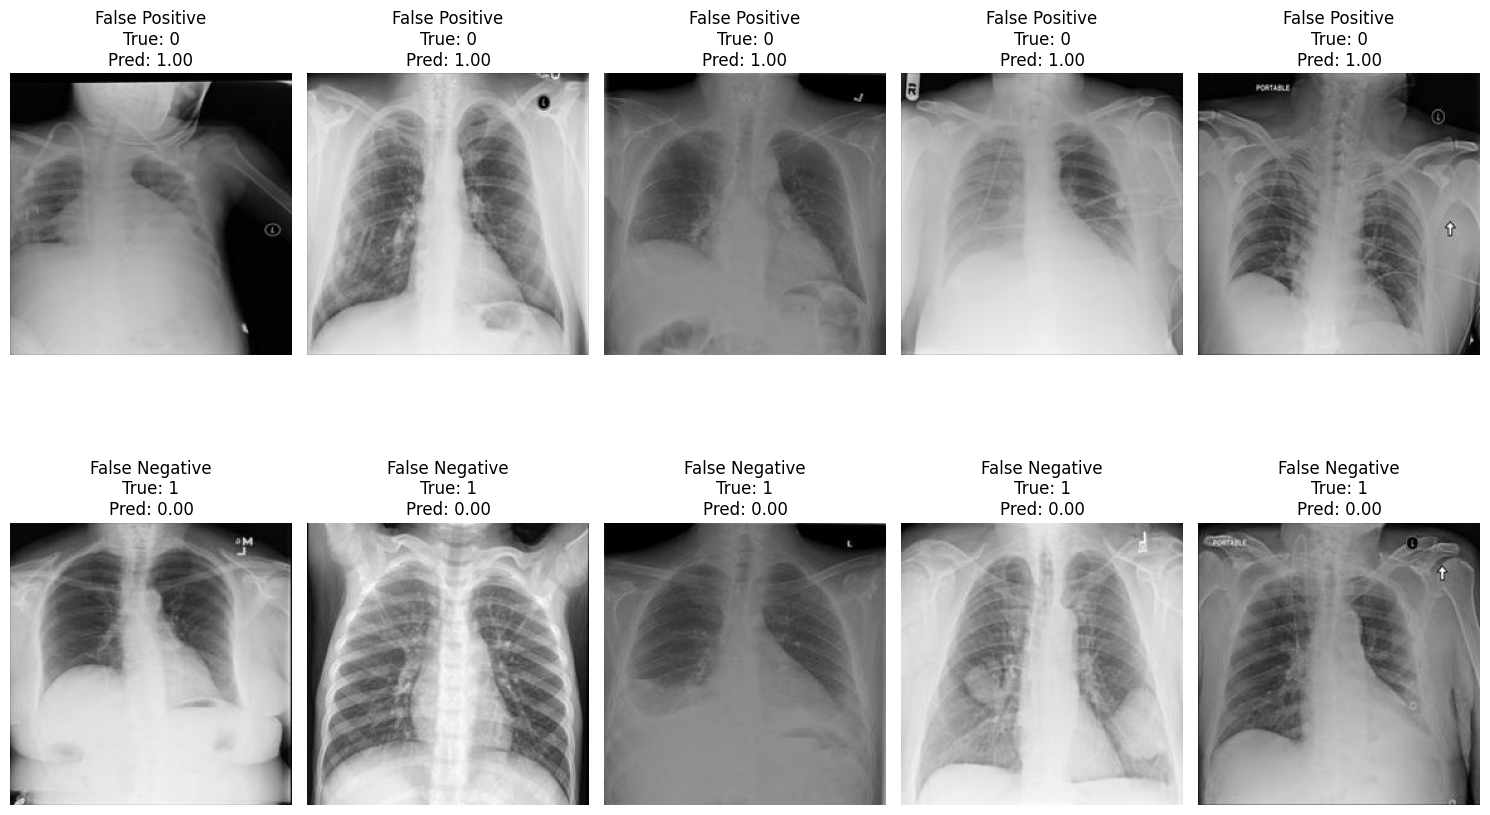 False Positive
True: 0
Pred: 1.00
False Positive
True: 0
Pred: 1.00
False Positive
True: 0
Pred: 1.00
False Positive
True: 0
Pred: 1.00
False Positive
True: 0
Pred: 1.00
L
L
L
PORTABLE
L
False Negative
True: 1
Pred: 0.00
False Negative
True: 1
Pred: 0.00
False Negative
True: 1
Pred: 0.00
False Negative
True: 1
Pred: 0.00
False Negative
True: 1
Pred: 0.00
L
L
PORTABLE
L